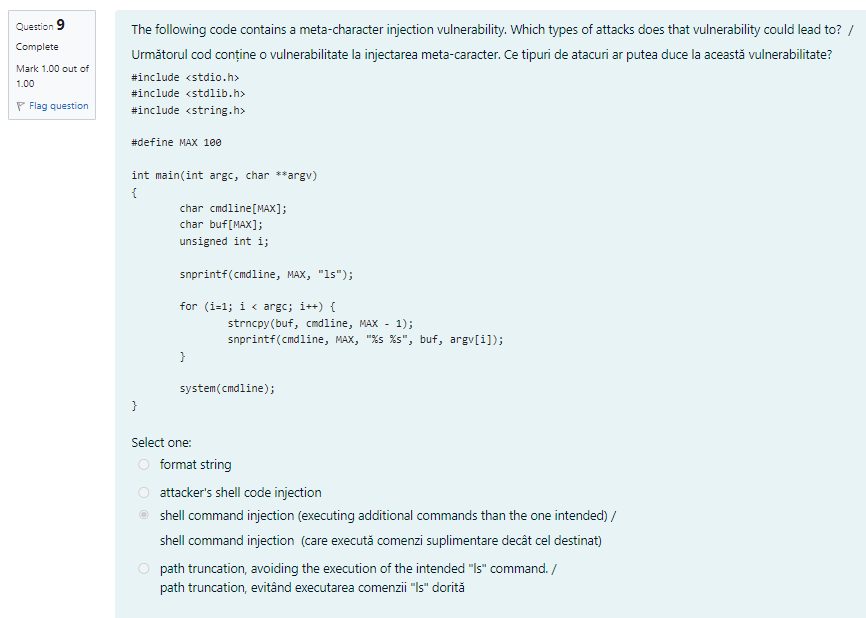 Question 9
Complete
Mark 1.00 out of
1.00
Flag question
The following code contains a meta-character injection vulnerability. Which types of attacks does that vulnerability could lead to? /
Următorul cod conține o vulnerabilitate la injectarea meta-caracter. Ce tipuri de atacuri ar putea duce la această vulnerabilitate?
#include <stdio.h>
#include <stdlib.h>
#include <string.h>
#define MAX 100
int main(int argc, char **argv)
{
char cmdline[MAX];
char buf[MAX];
unsigned int i;
snprintf(cmdline, MAX, "ls");
for (i=1; i < argc; i++) {
strncpy(buf, cmdline, MAX - 1);
snprintf(cmdline, MAX, "%s %s", buf, argv[i]);
}
system(cmdline);
}
Select one:
format string
attacker's shell code injection
shell command injection (executing additional commands than the one intended) /
shell command injection (care execută comenzi suplimentare decât cel destinat)
path truncation, avoiding the execution of the intended "ls" command. /
path truncation, evitând executarea comenzii "ls" dorită